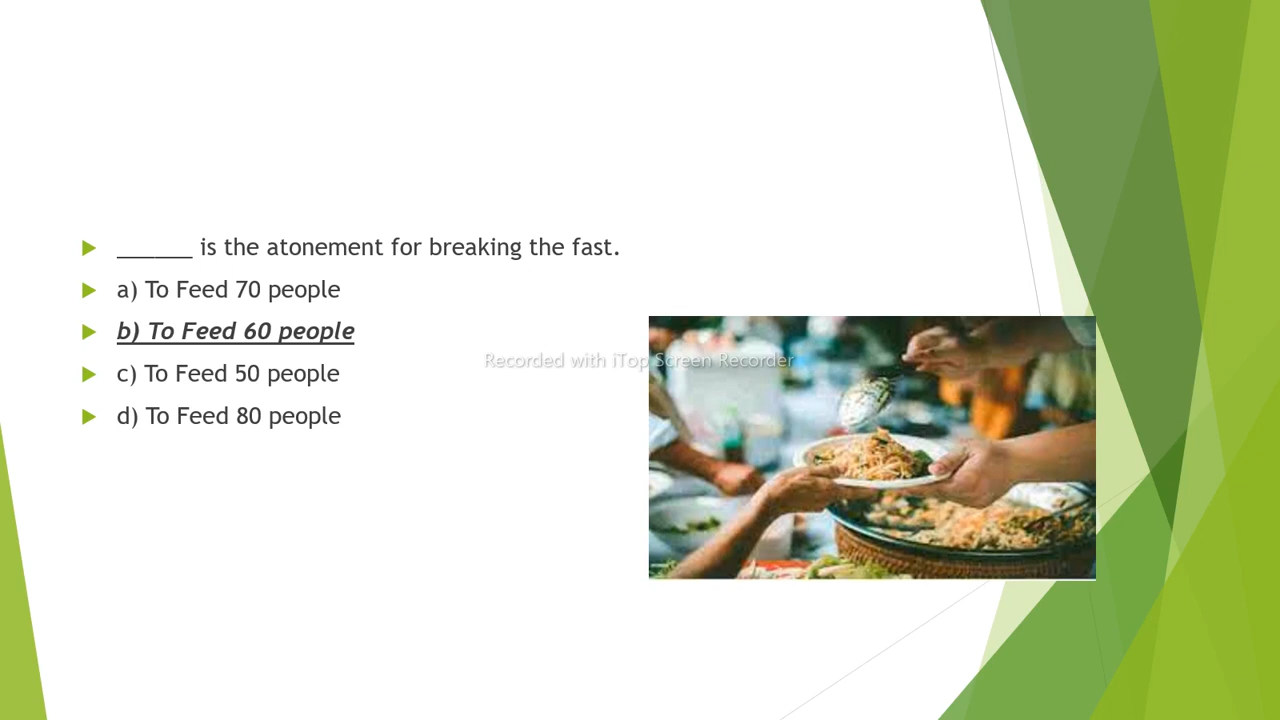 ______ is the atonement for breaking the fast.
a) To Feed 70 people
b) To Feed 60 people
Recorded with iTop Screen Recorder
c) To Feed 50 people
d) To Feed 80 people